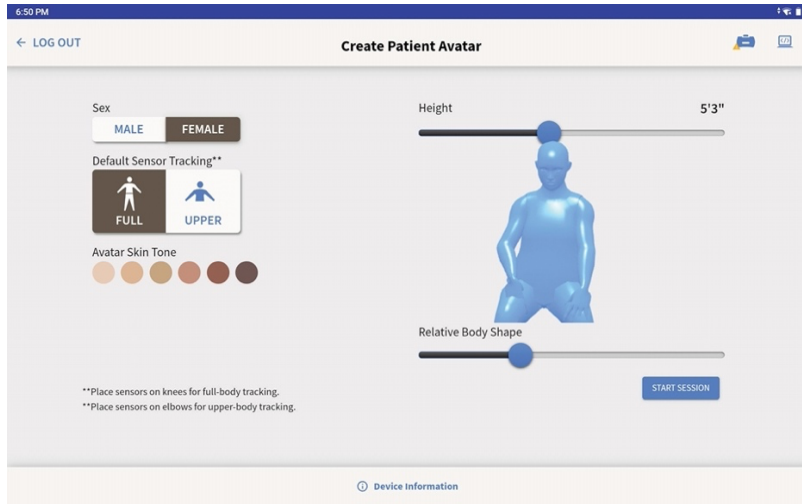 6:50 PM
← LOG OUT
Create Patient Avatar
</>
Sex
MALE FEMALE
Default Sensor Tracking**
FULL UPPER
Avatar Skin Tone
Height 5'3"
Relative Body Shape
**Place sensors on knees for full-body tracking.
**Place sensors on elbows for upper-body tracking.
START SESSION
Device Information